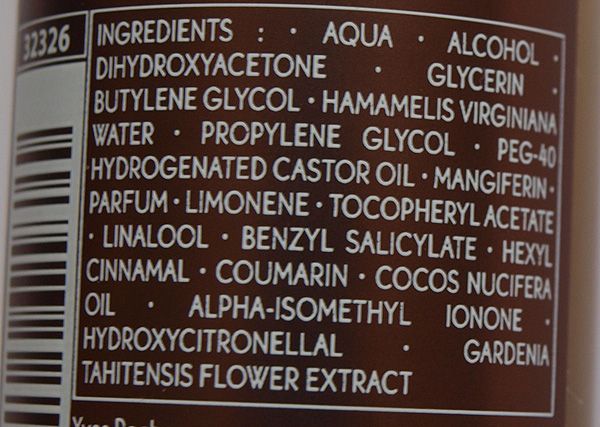 32326
INGREDIENTS : · AQUA · ALCOHOL ·
DIHYDROXYACETONE · GLYCERIN ·
BUTYLENE GLYCOL · HAMAMELIS VIRGINIANA
WATER · PROPYLENE GLYCOL · PEG-40
HYDROGENATED CASTOR OIL · MANGIFERIN ·
PARFUM · LIMONENE · TOCOPHERYL ACETATE
· LINALOOL · BENZYL SALICYLATE · HEXYL
CINNAMAL · COUMARIN · COCOS NUCIFERA
OIL · ALPHA-ISOMETHYL IONONE ·
HYDROXYCITRONELLAL · GARDENIA
TAHITENSIS FLOWER EXTRACT